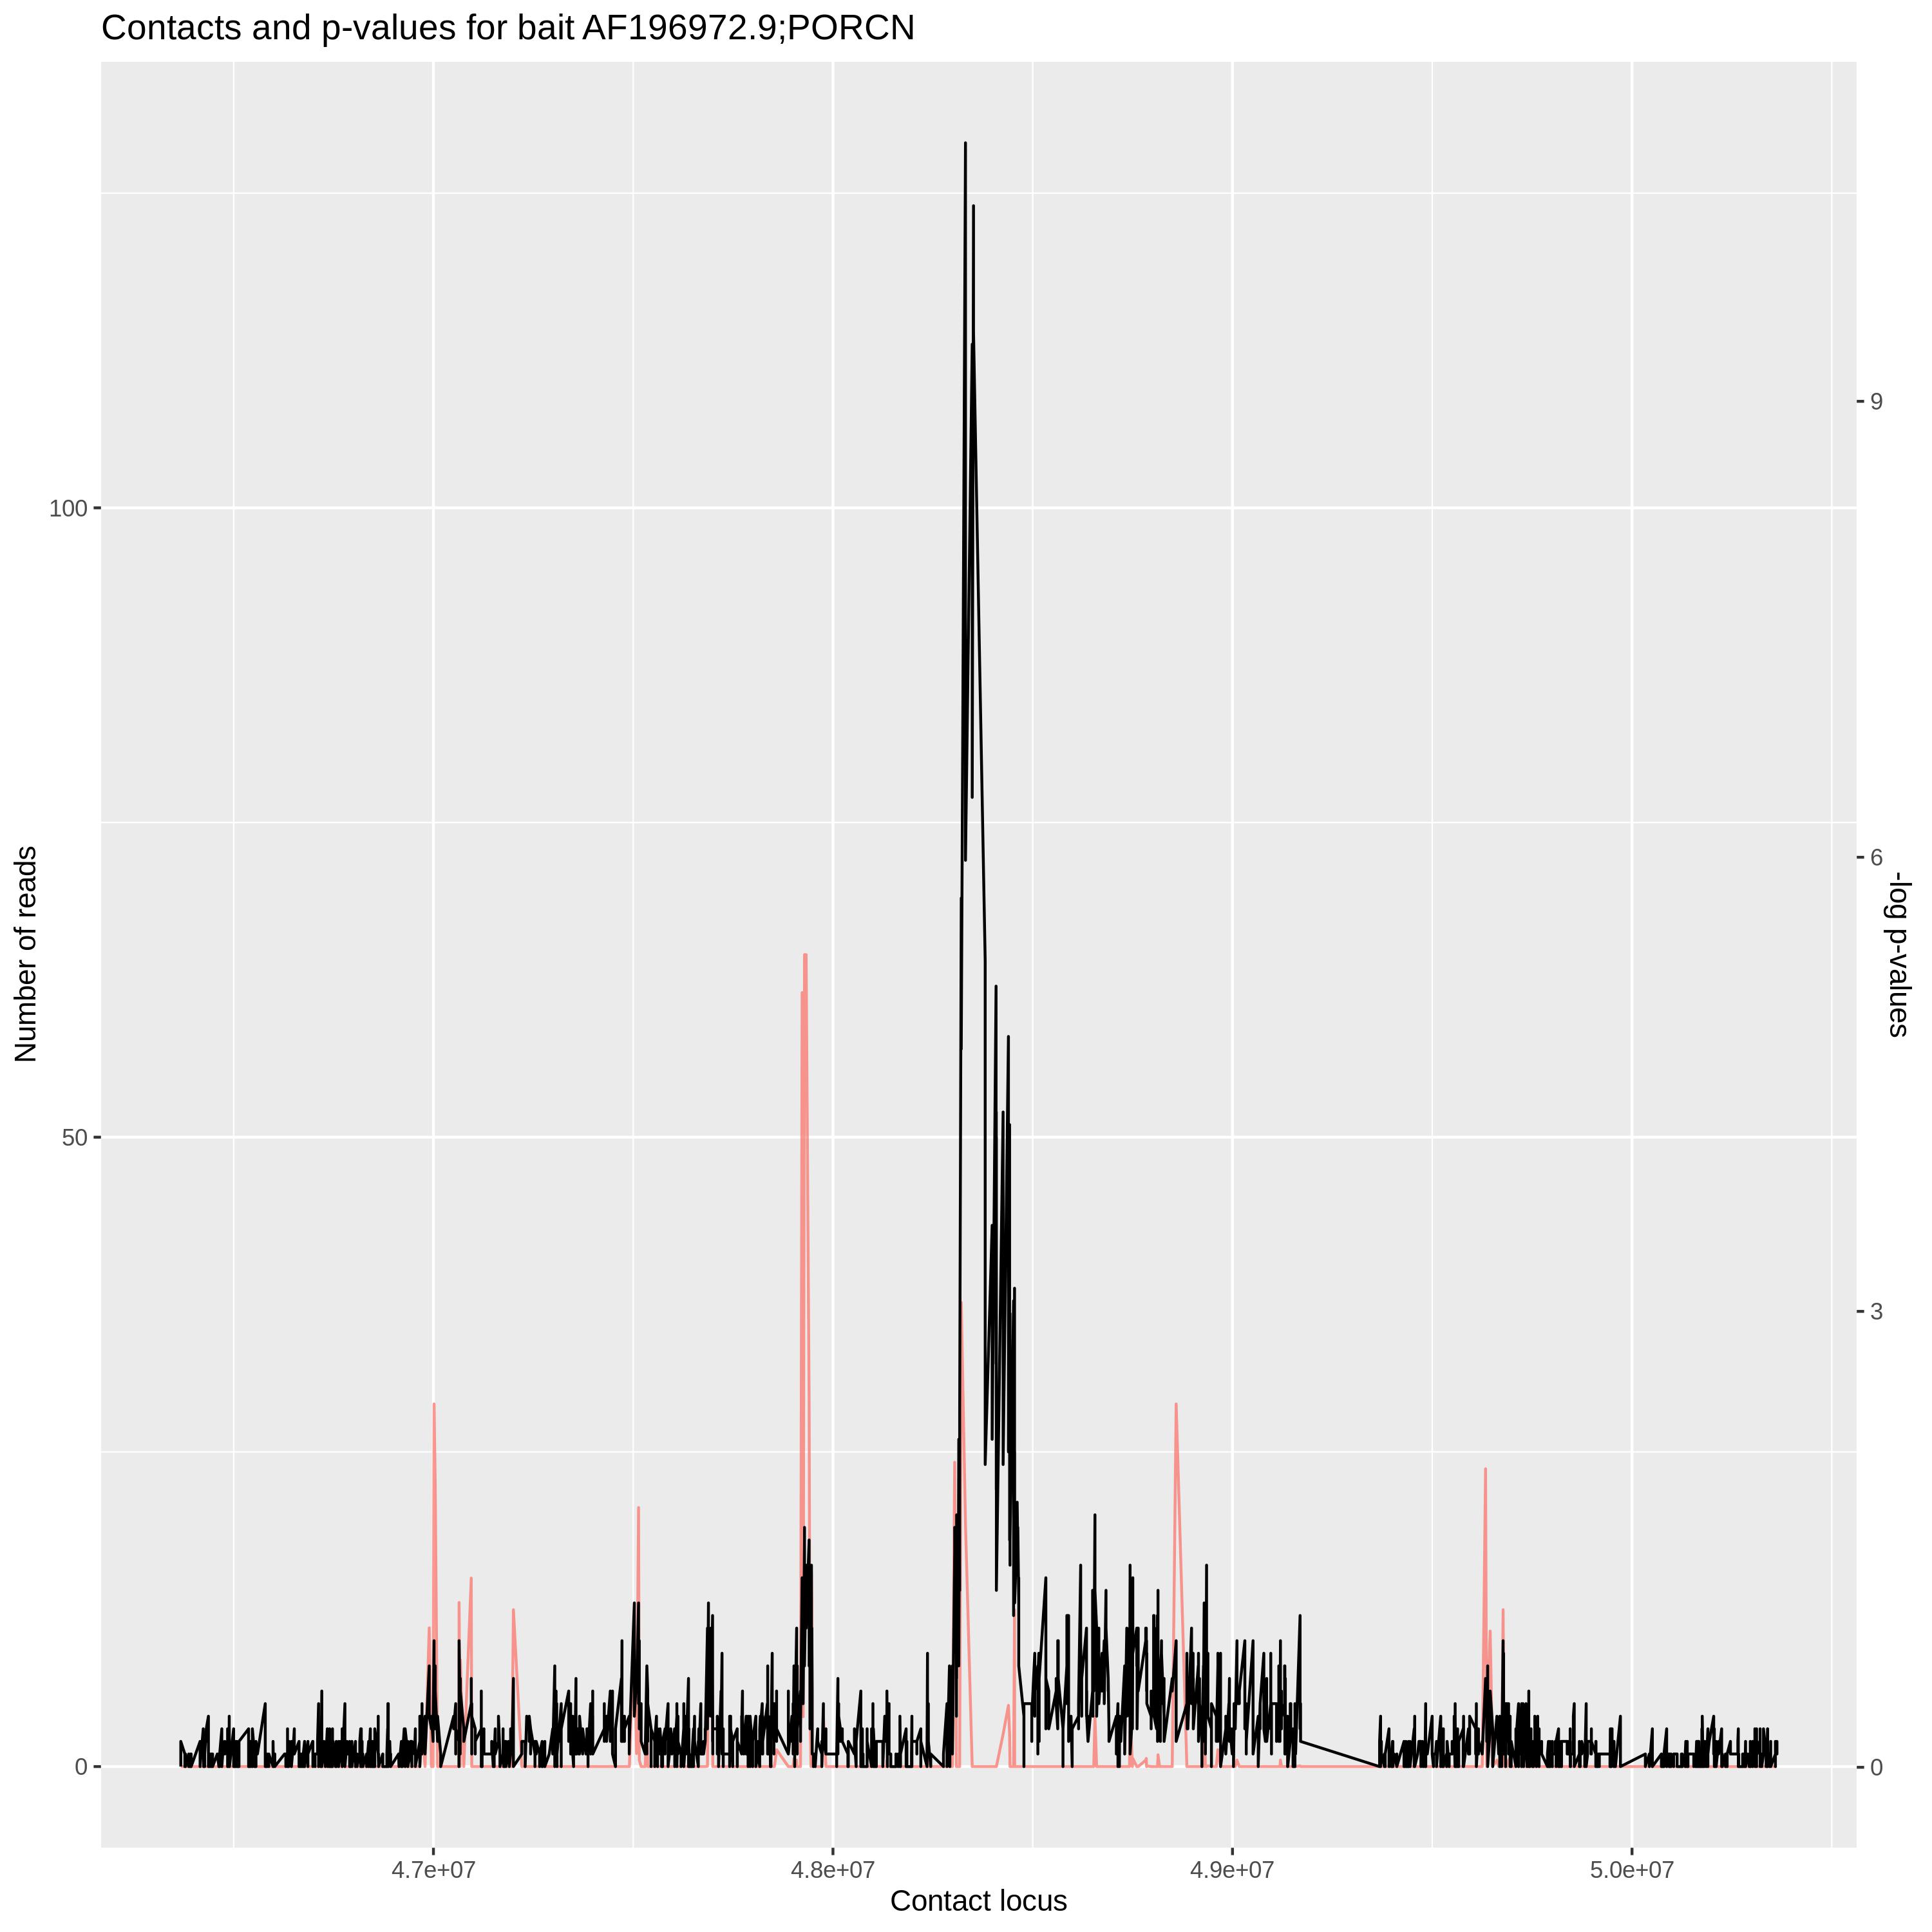 Contacts and p-values for bait AF196972.9;PORCN
Number of reads
100
50
0
9
6
3
0
-log p-values
4.7e+07 4.8e+07 4.9e+07 5.0e+07
Contact locus